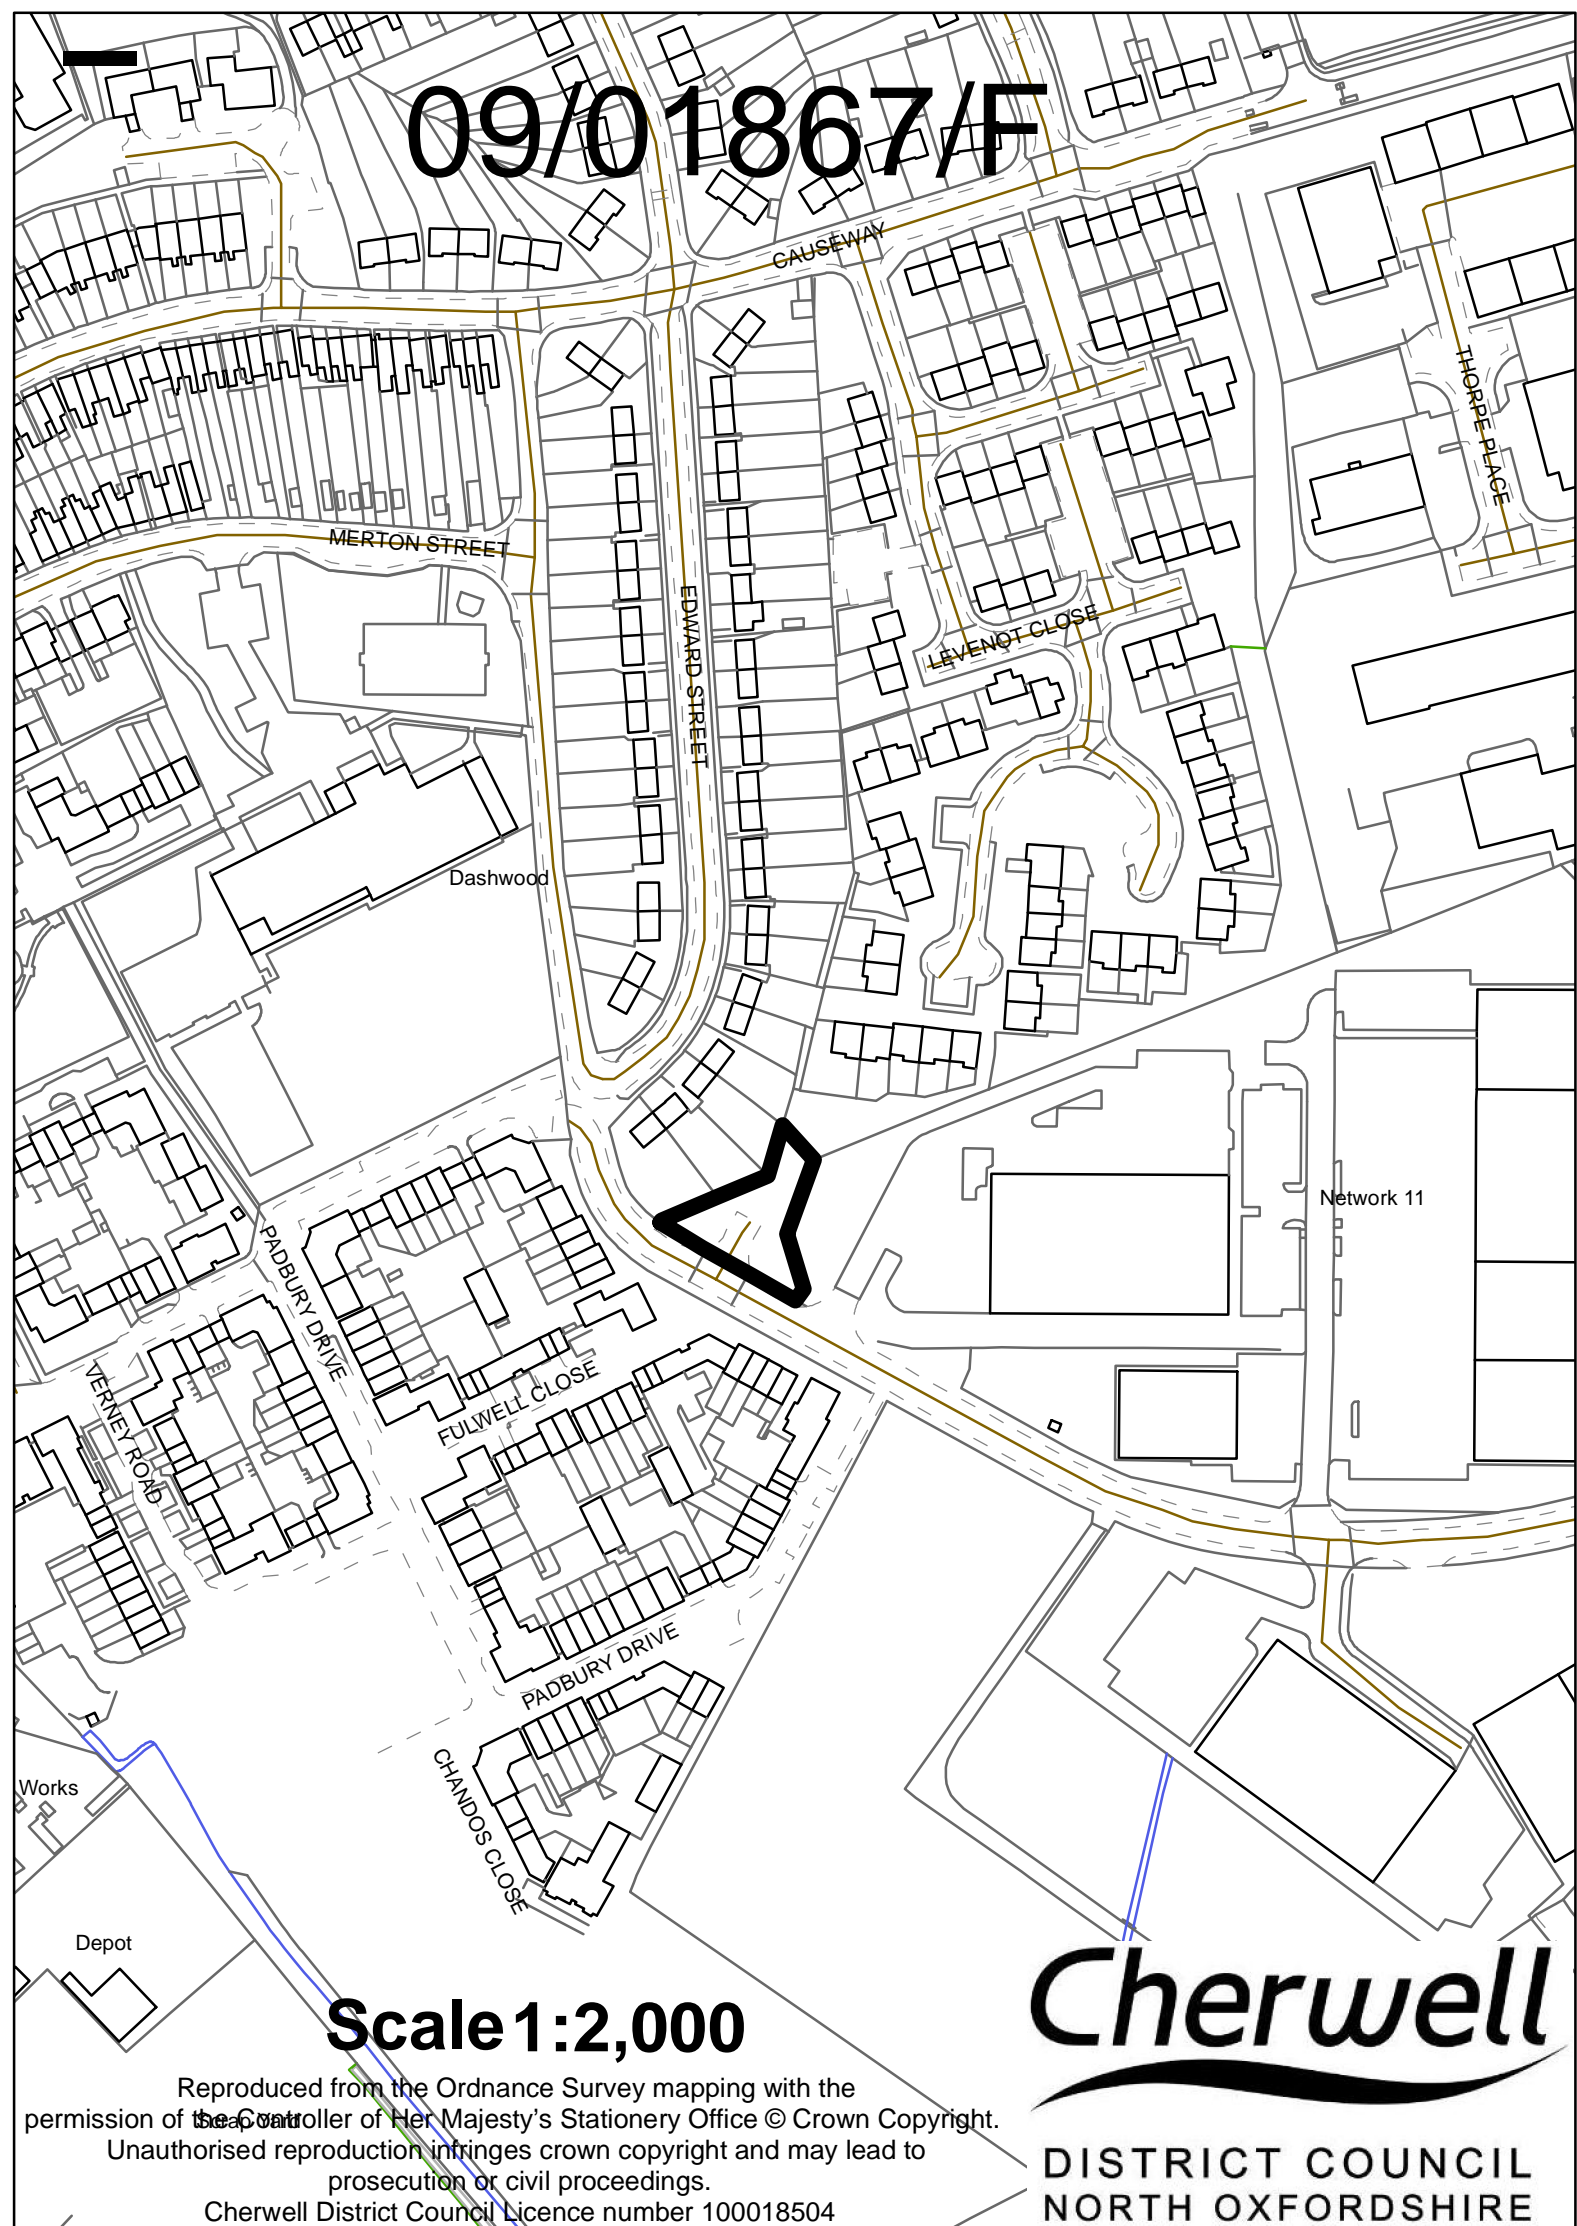 09/01867/F
CAUSEWAY
THORPE PLACE
MERTON STREET
EDWARD STREET
LEVENOT CLOSE
Dashwood
Network 11
PADBURY DRIVE
VERNEY ROAD
FULWELL CLOSE
PADBURY DRIVE
CHANDOS CLOSE
Works
Depot
Scrap Yard
Scale 1:2,000
Reproduced from the Ordnance Survey mapping with the
permission of the Controller of Her Majesty's Stationery Office © Crown Copyright.
Unauthorised reproduction infringes crown copyright and may lead to
prosecution or civil proceedings.
Cherwell District Council Licence number 100018504
Cherwell
DISTRICT COUNCIL
NORTH OXFORDSHIRE